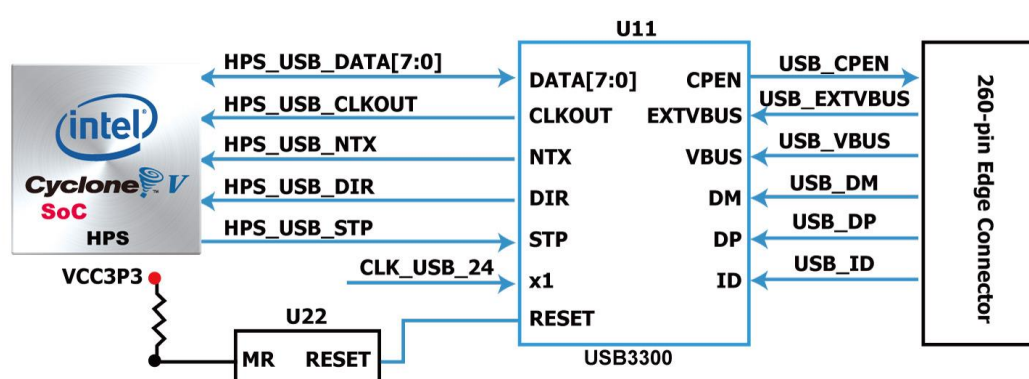 U11
HPS_USB_DATA[7:0]
HPS_USB_CLKOUT
HPS_USB_NTX
HPS_USB_DIR
HPS_USB_STP
CLK_USB_24
intel
Cyclone V
SoC
HPS
VCC3P3
U22
MR RESET
DATA[7:0] CPEN
CLKOUT EXTVBUS
NTX VBUS
DIR DM
STP DP
x1 ID
RESET
USB3300
USB_CPEN
USB_EXTVBUS
USB_VBUS
USB_DM
USB_DP
USB_ID
260-pin Edge Connector